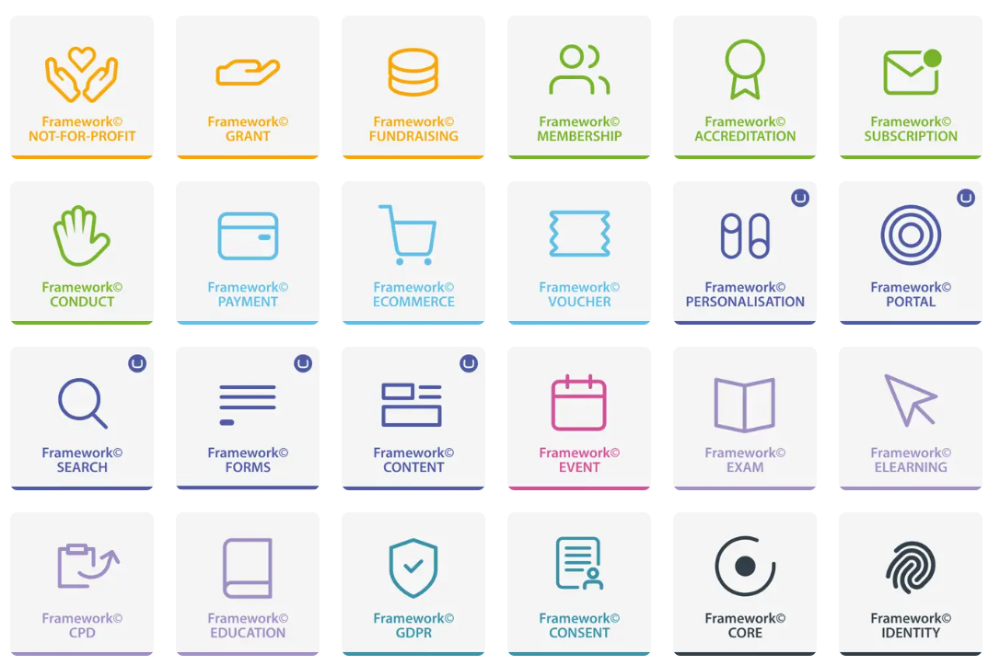 Framework©
NOT-FOR-PROFIT
Framework©
GRANT
Framework©
FUNDRAISING
Framework©
MEMBERSHIP
Framework©
ACCREDITATION
Framework©
SUBSCRIPTION
Framework©
CONDUCT
Framework©
PAYMENT
Framework©
ECOMMERCE
Framework©
VOUCHER
Framework©
PERSONALISATION
Framework©
PORTAL
Framework©
SEARCH
Framework©
FORMS
Framework©
CONTENT
Framework©
EVENT
Framework©
EXAM
Framework©
ELEARNING
Framework©
CPD
Framework©
EDUCATION
Framework©
GDPR
Framework©
CONSENT
Framework©
CORE
Framework©
IDENTITY